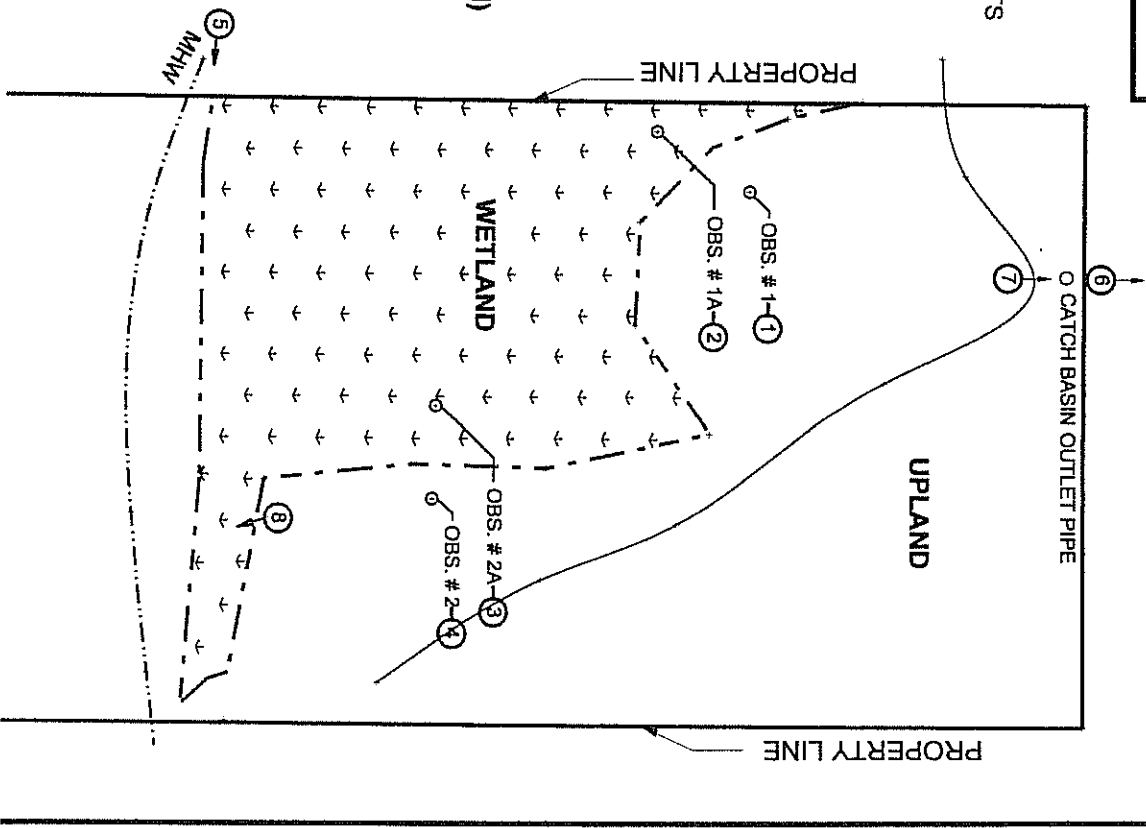 'S
)
PROPERTY LINE
MHW
5
6
7
O CATCH BASIN OUTLET PIPE
OBS. # 1
1
OBS. # 1A
2
WETLAND
UPLAND
OBS. # 2A
3
OBS. # 2
4
8
PROPERTY LINE